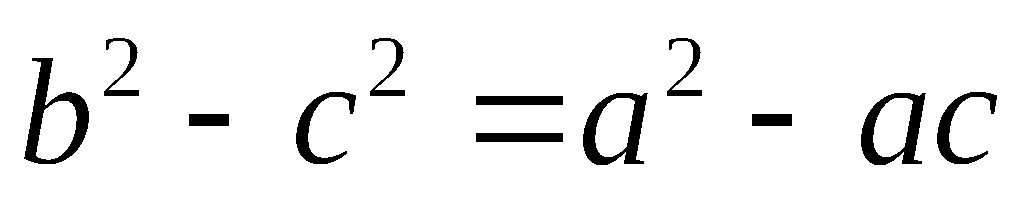 b² - c² = a² - ac